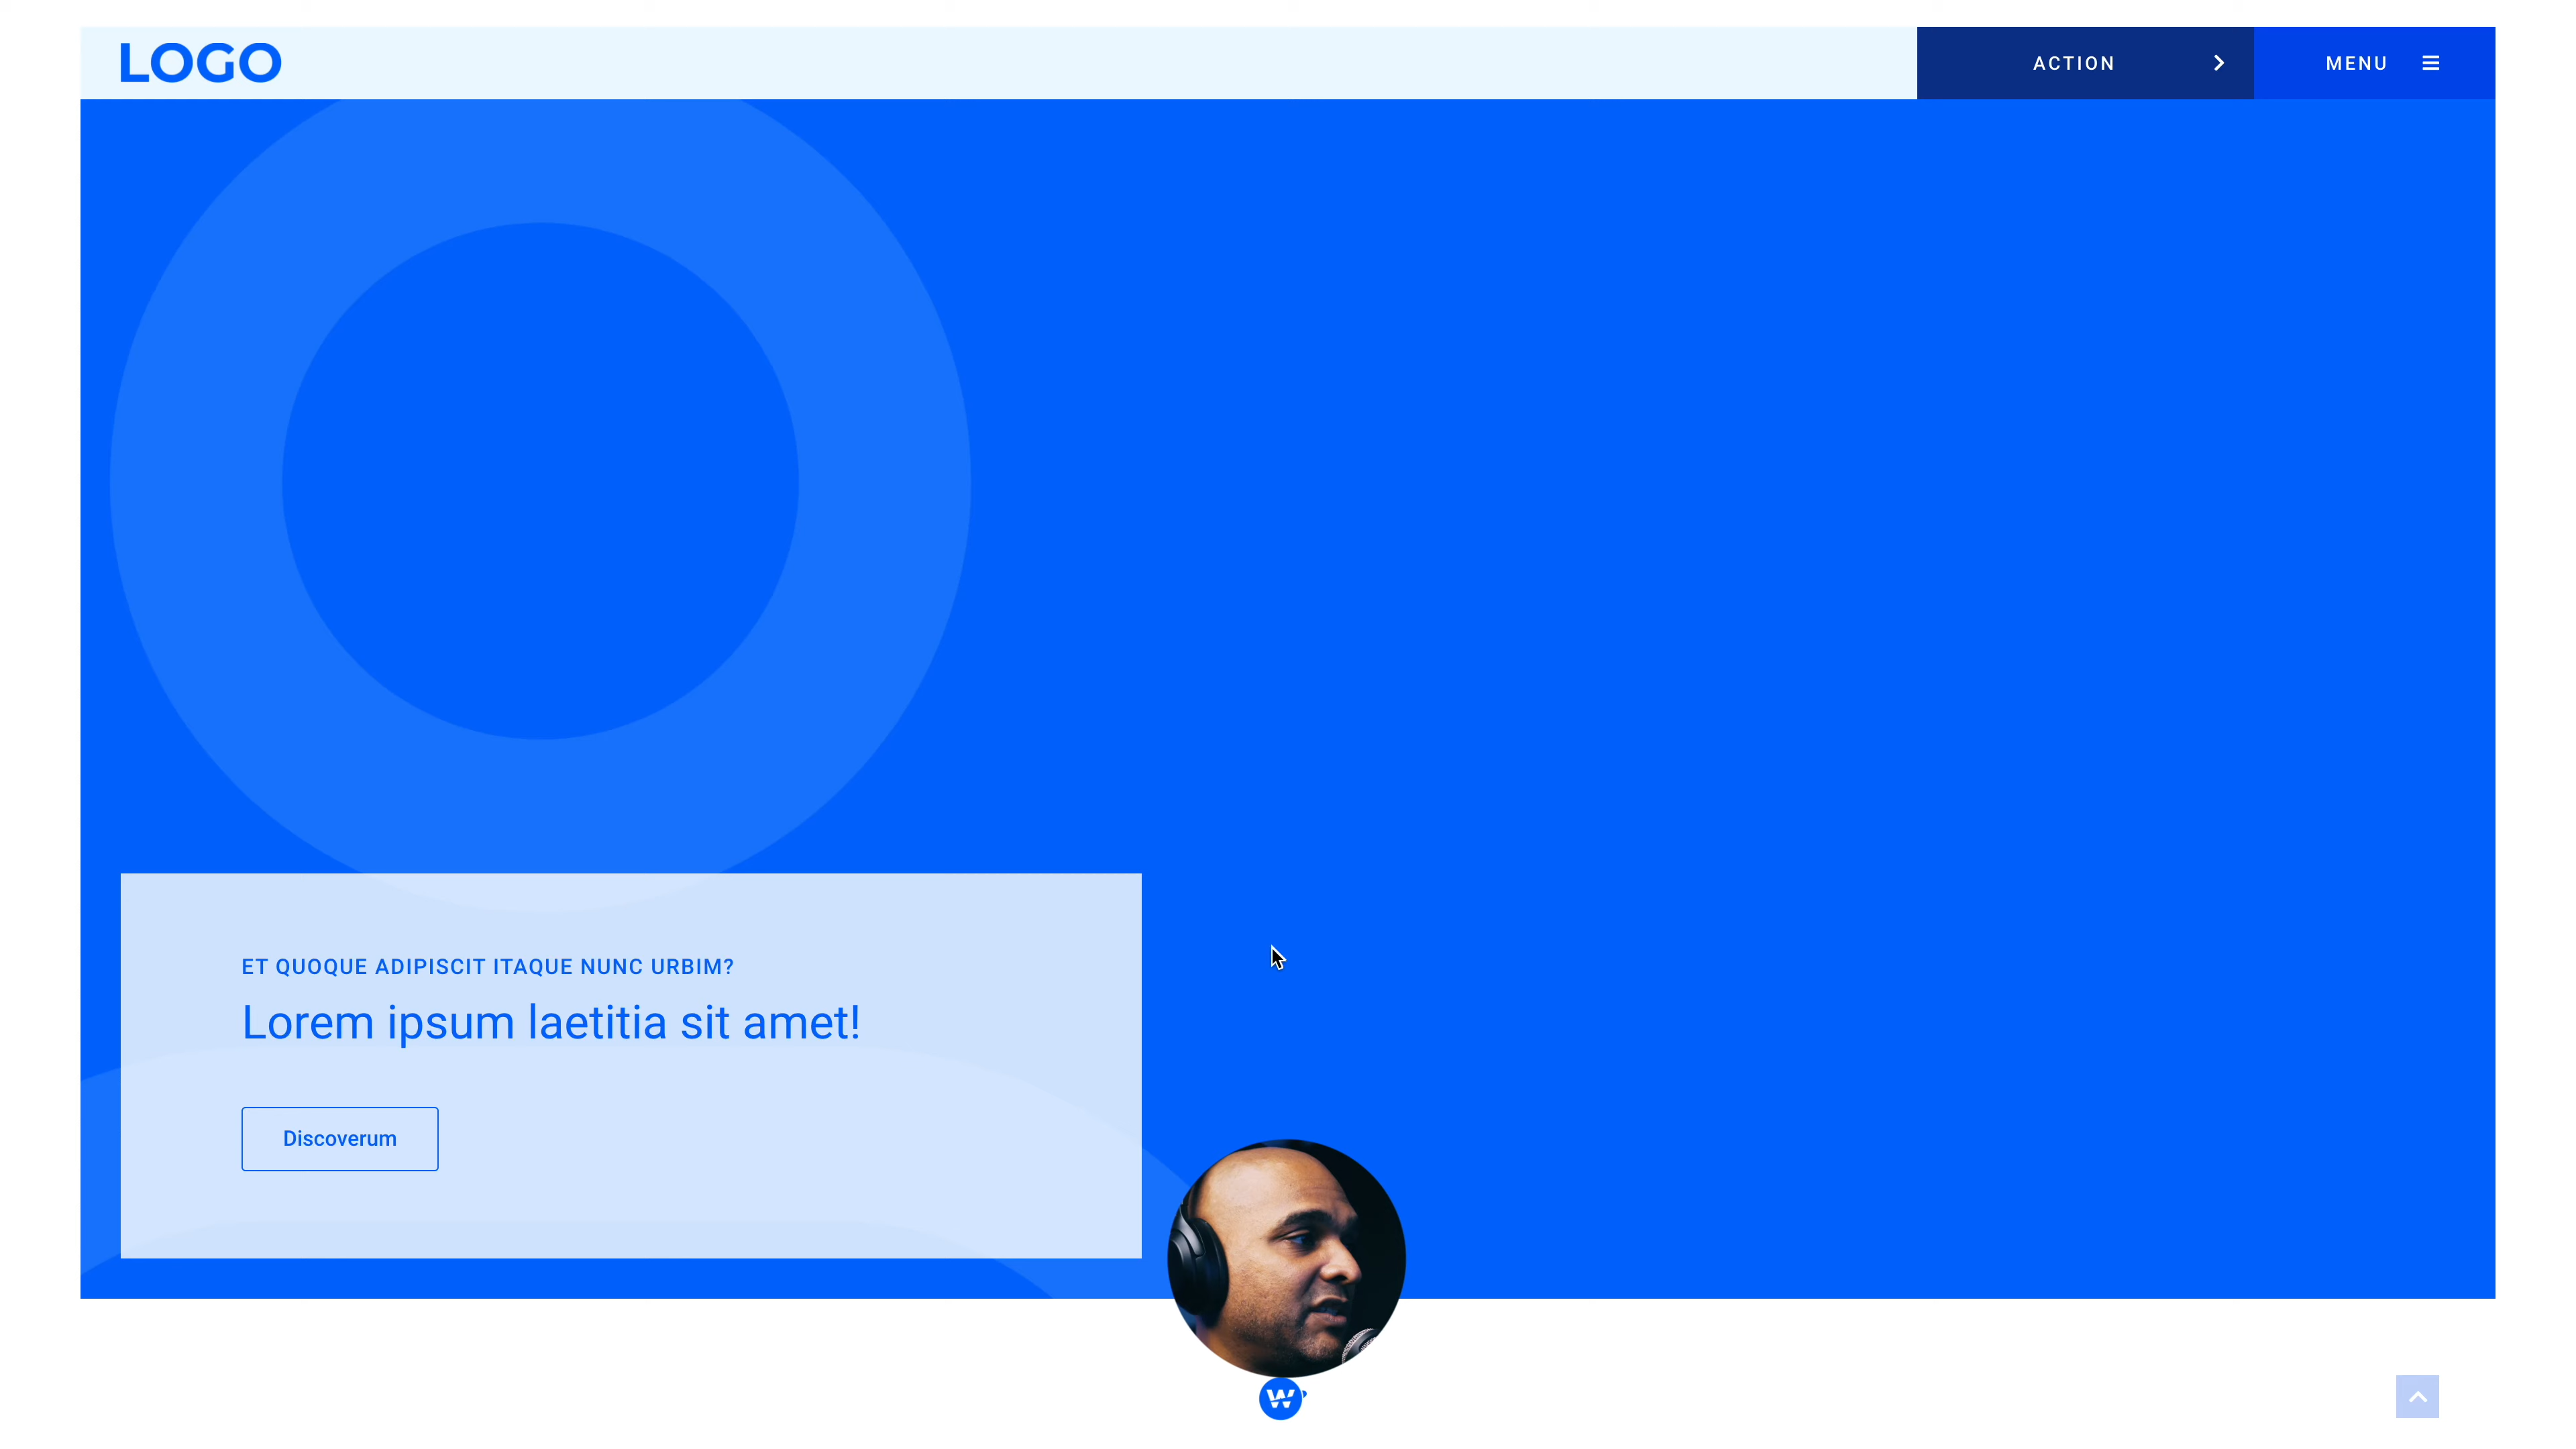 LOGO
ACTION
MENU
ET QUOQUE ADIPISCIT ITAQUE NUNC URBIM?
Lorem ipsum laetitia sit amet!
Discoverum
W